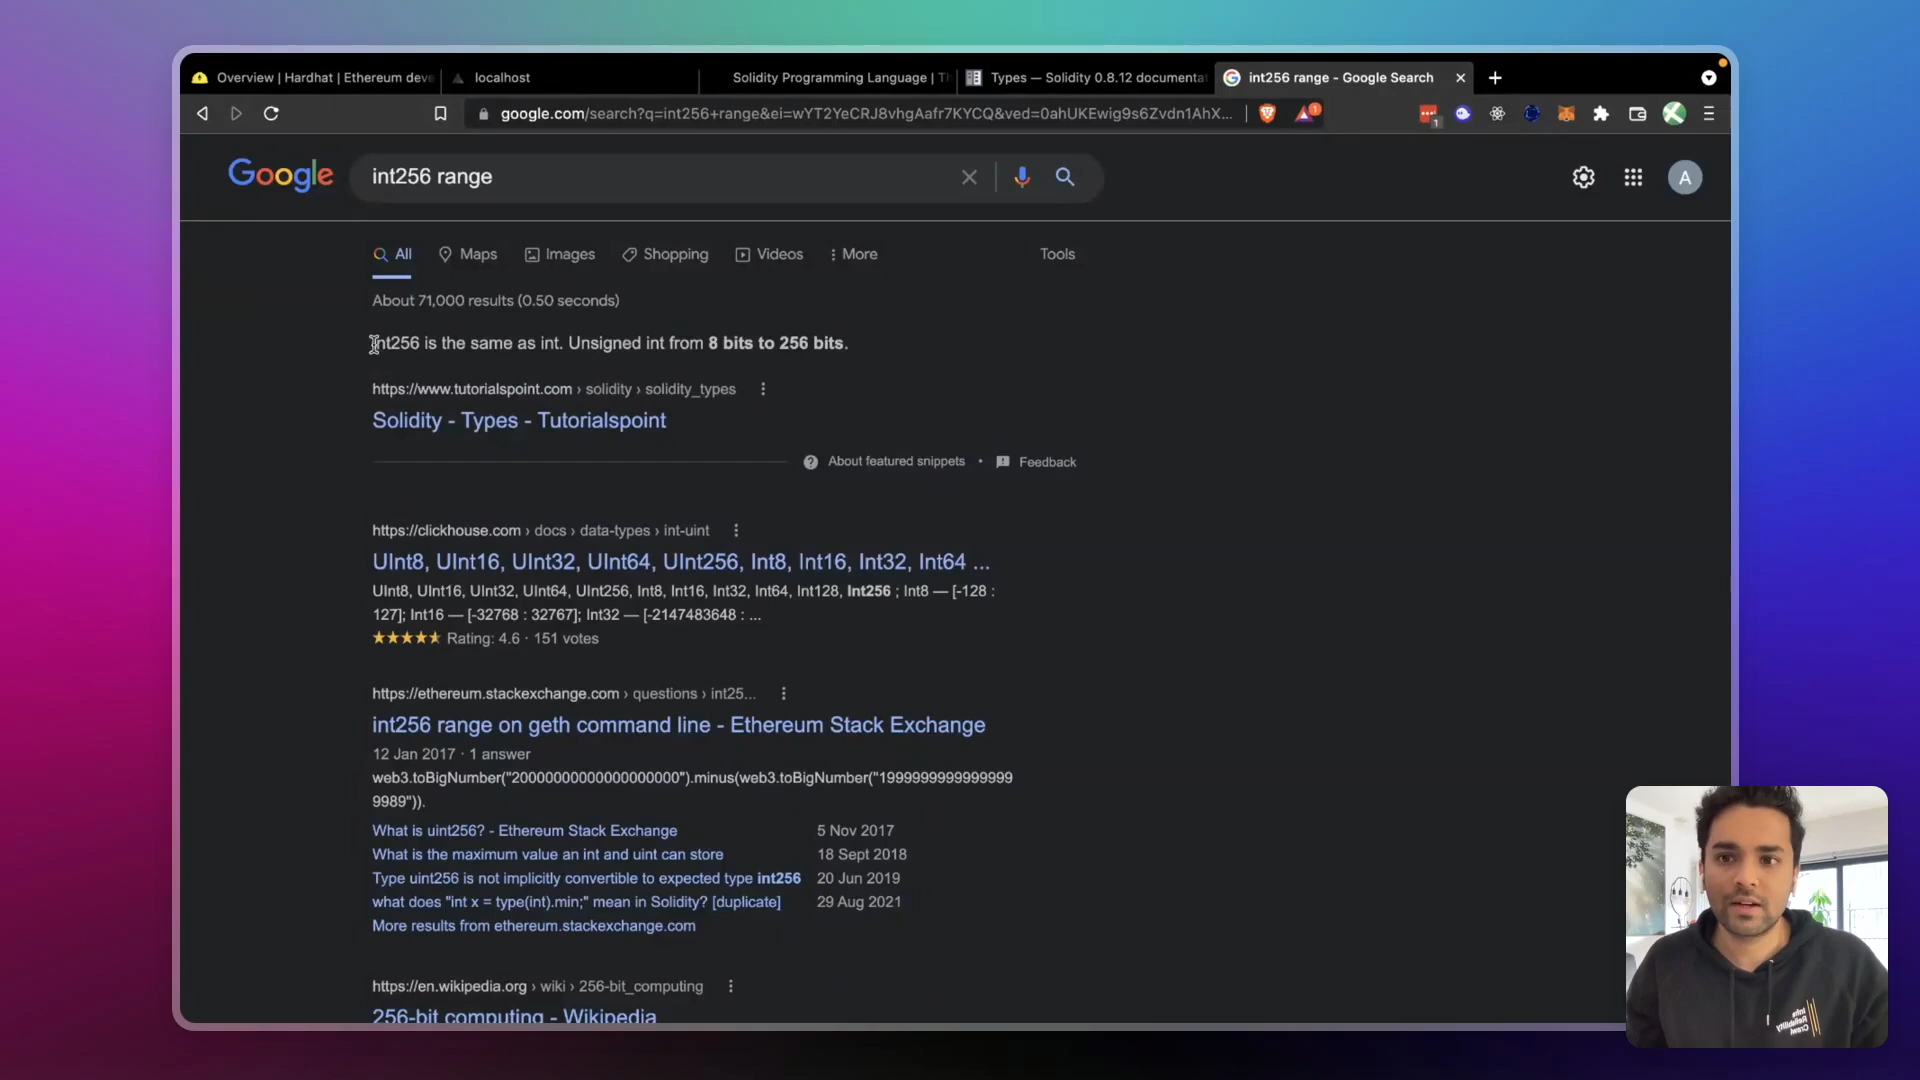 Overview | Hardhat | Ethereum deve
localhost
Solidity Programming Language | Th
Types — Solidity 0.8.12 documentat
int256 range - Google Search
google.com/search?q=int256+range&ei=wYT2YeCRJ8vhgAafr7KYCQ&ved=0ahUKEwig9s6Zvdn1AhX...
1
1
Google
int256 range
A
All
Maps
Images
Shopping
Videos
More
Tools
About 71,000 results (0.50 seconds)
int256 is the same as int. Unsigned int from 8 bits to 256 bits.
https://www.tutorialspoint.com › solidity › solidity_types
Solidity - Types - Tutorialspoint
About featured snippets • Feedback
https://clickhouse.com › docs › data-types › int-uint
UInt8, UInt16, UInt32, UInt64, UInt256, Int8, Int16, Int32, Int64 ...
UInt8, UInt16, UInt32, UInt64, UInt256, Int8, Int16, Int32, Int64, Int128, Int256 ; Int8 — [-128 :
127]; Int16 — [-32768 : 32767]; Int32 — [-2147483648 : ...
Rating: 4.6 · 151 votes
https://ethereum.stackexchange.com › questions › int25...
int256 range on geth command line - Ethereum Stack Exchange
12 Jan 2017 · 1 answer
web3.toBigNumber("20000000000000000000").minus(web3.toBigNumber("1999999999999999
9989")).
What is uint256? - Ethereum Stack Exchange 5 Nov 2017
What is the maximum value an int and uint can store 18 Sept 2018
Type uint256 is not implicitly convertible to expected type int256 20 Jun 2019
what does "int x = type(int).min;" mean in Solidity? [duplicate] 29 Aug 2021
More results from ethereum.stackexchange.com
https://en.wikipedia.org › wiki › 256-bit_computing
256-bit computing - Wikipedia
Infra
Reliability
Crawl